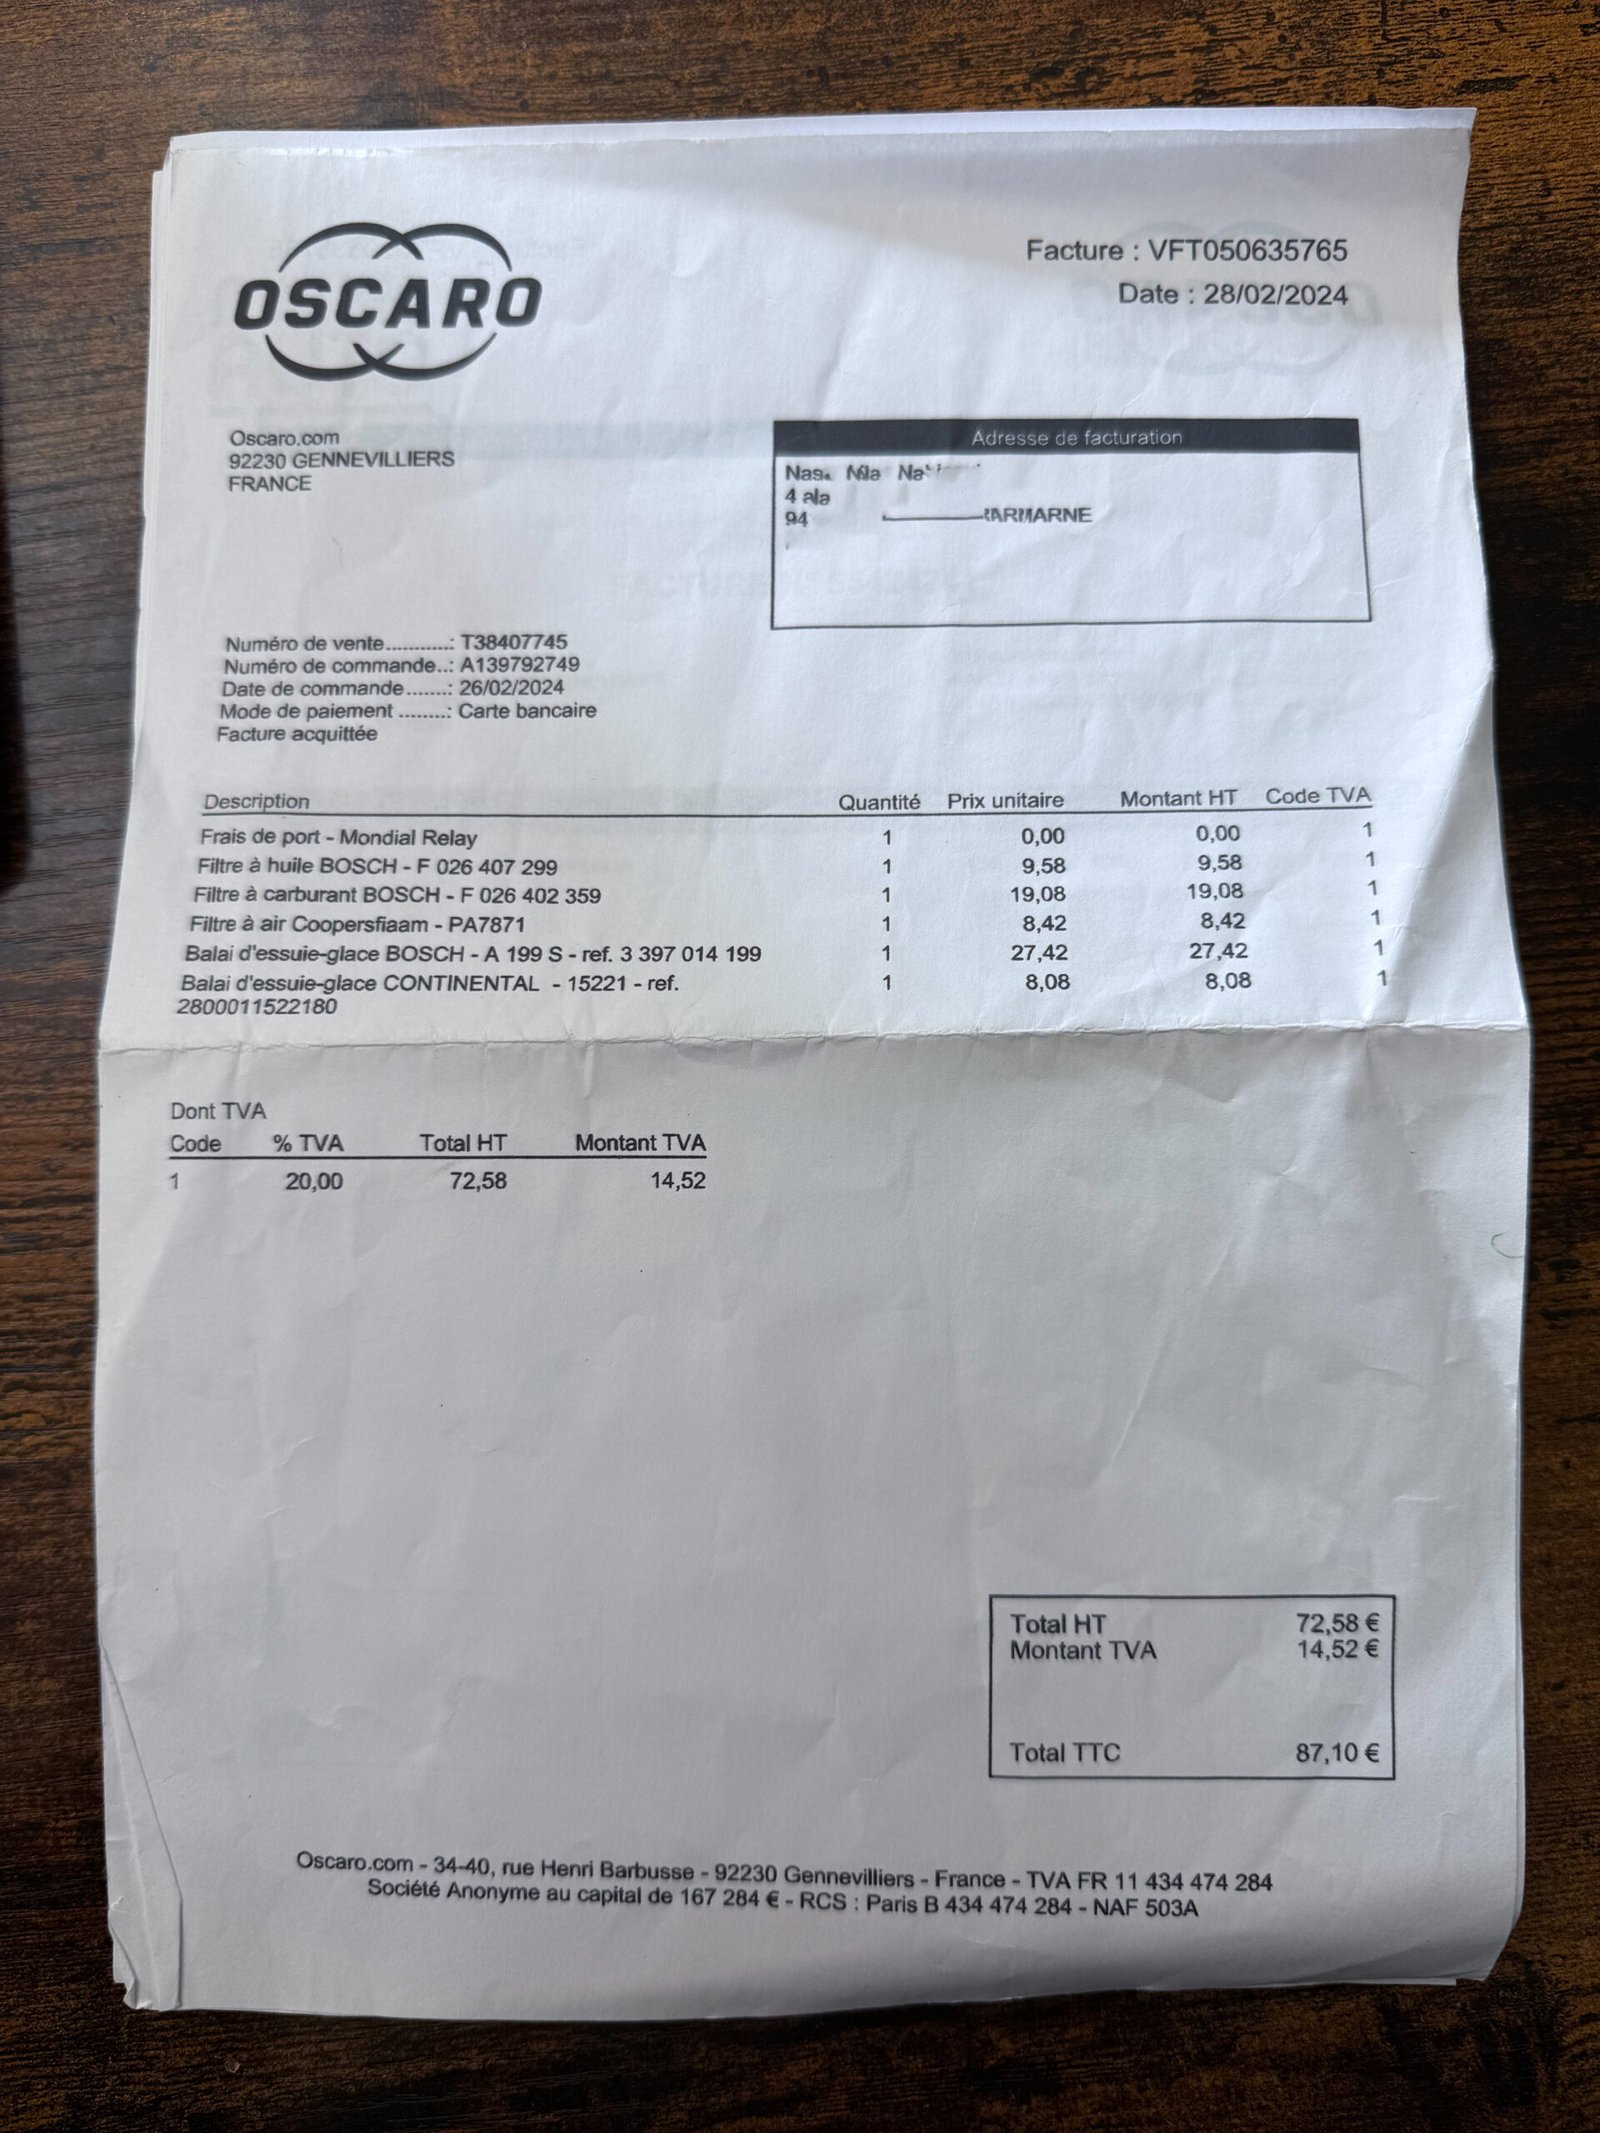 OSCARO
Facture : VFT050635765
Date : 28/02/2024
Oscaro.com
92230 GENNEVILLIERS
FRANCE
Adresse de facturation
4
94
Numéro de vente............: T38407745
Numéro de commande..: A139792749
Date de commande.......: 26/02/2024
Mode de paiement ........: Carte bancaire
Facture acquittée
Description Quantité Prix unitaire Montant HT Code TVA
Frais de port - Mondial Relay 1 0,00 0,00 1
Filtre à huile BOSCH - F 026 407 299 1 9,58 9,58 1
Filtre à carburant BOSCH - F 026 402 359 1 19,08 19,08 1
Filtre à air Coopersfiaam - PA7871 1 8,42 8,42 1
Balai d'essuie-glace BOSCH - A 199 S - ref. 3 397 014 199 1 27,42 27,42 1
Balai d'essuie-glace CONTINENTAL - 15221 - ref. 1 8,08 8,08 1
2800011522180
Dont TVA
Code % TVA Total HT Montant TVA
1 20,00 72,58 14,52
Total HT 72,58 €
Montant TVA 14,52 €
Total TTC 87,10 €
Oscaro.com - 34-40, rue Henri Barbusse - 92230 Gennevilliers - France - TVA FR 11 434 474 284
Société Anonyme au capital de 167 284 € - RCS : Paris B 434 474 284 - NAF 503A